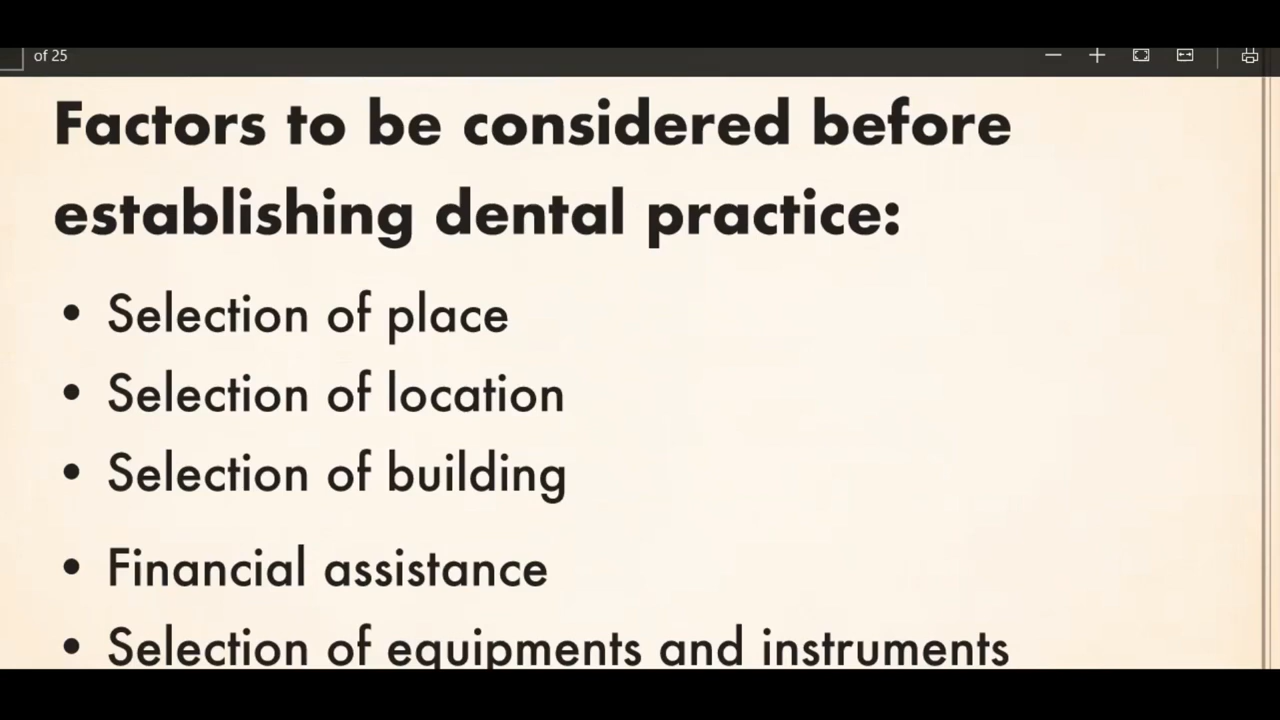 of 25
Factors to be considered before
establishing dental practice:
• Selection of place
• Selection of location
• Selection of building
• Financial assistance
• Selection of equipments and instruments